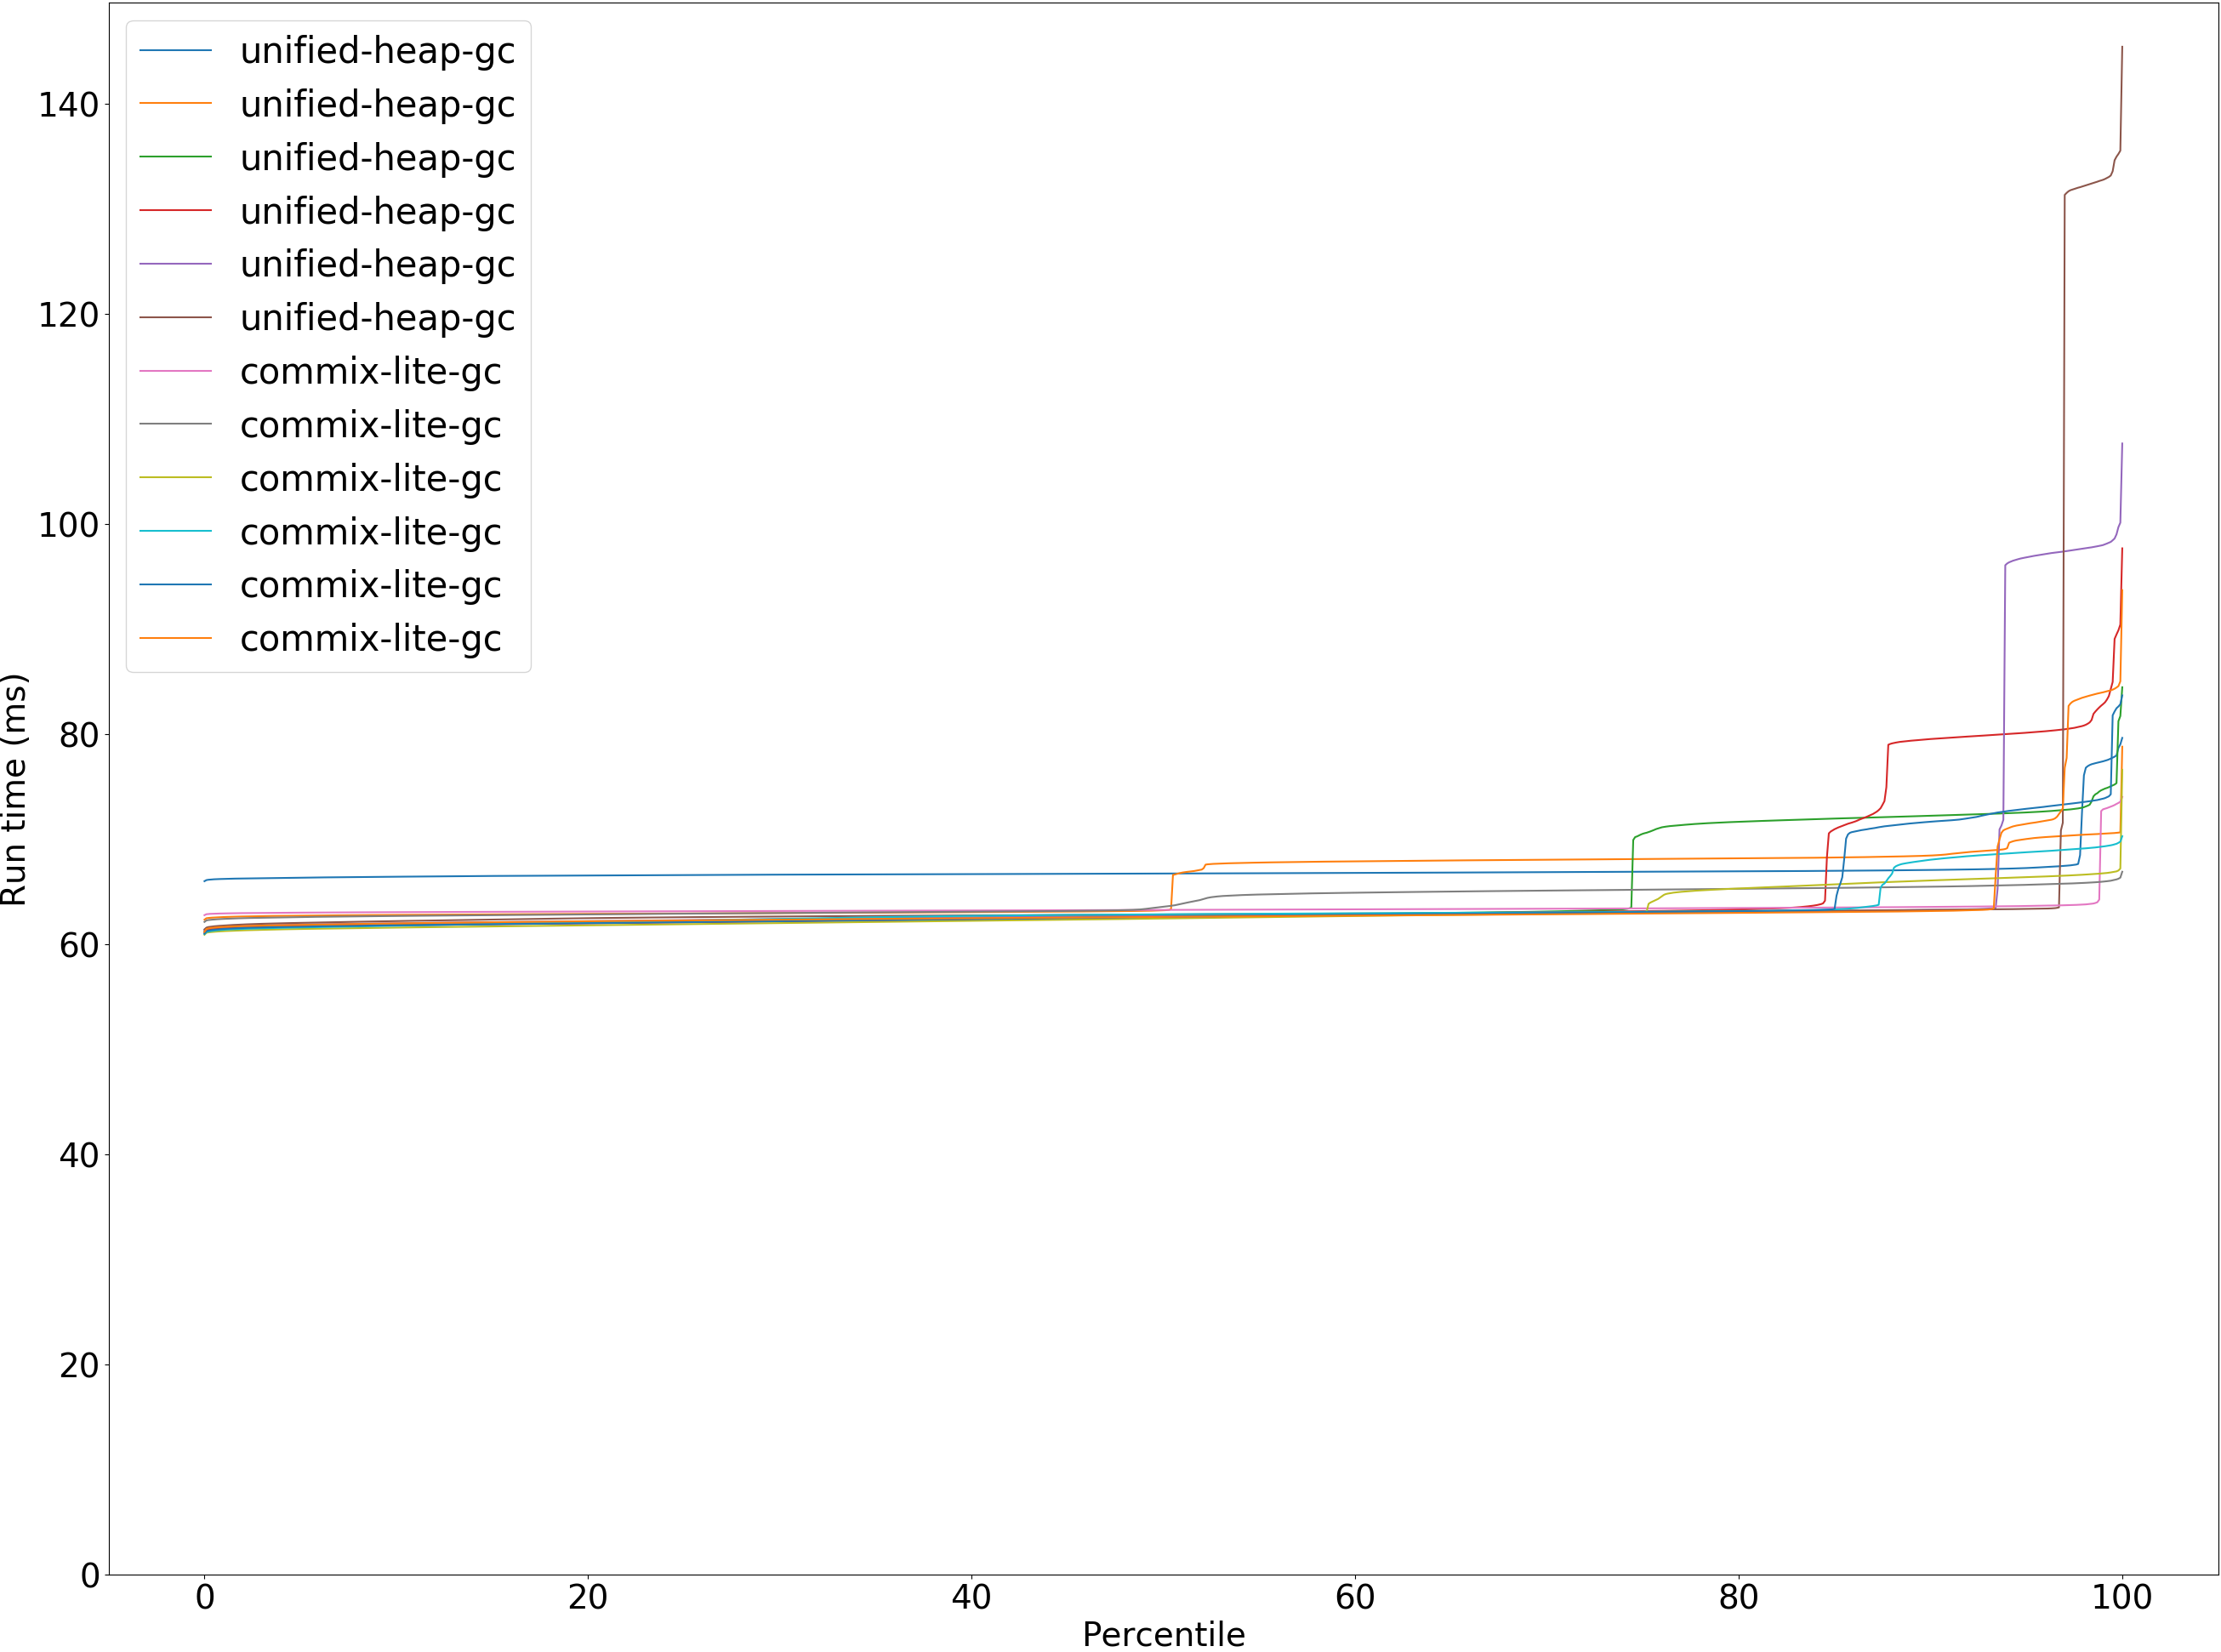 unified-heap-gc
unified-heap-gc
unified-heap-gc
unified-heap-gc
unified-heap-gc
unified-heap-gc
commix-lite-gc
commix-lite-gc
commix-lite-gc
commix-lite-gc
commix-lite-gc
commix-lite-gc
140
120
100
80
60
40
20
0
Run time (ms)
0 20 40 60 80 100
Percentile